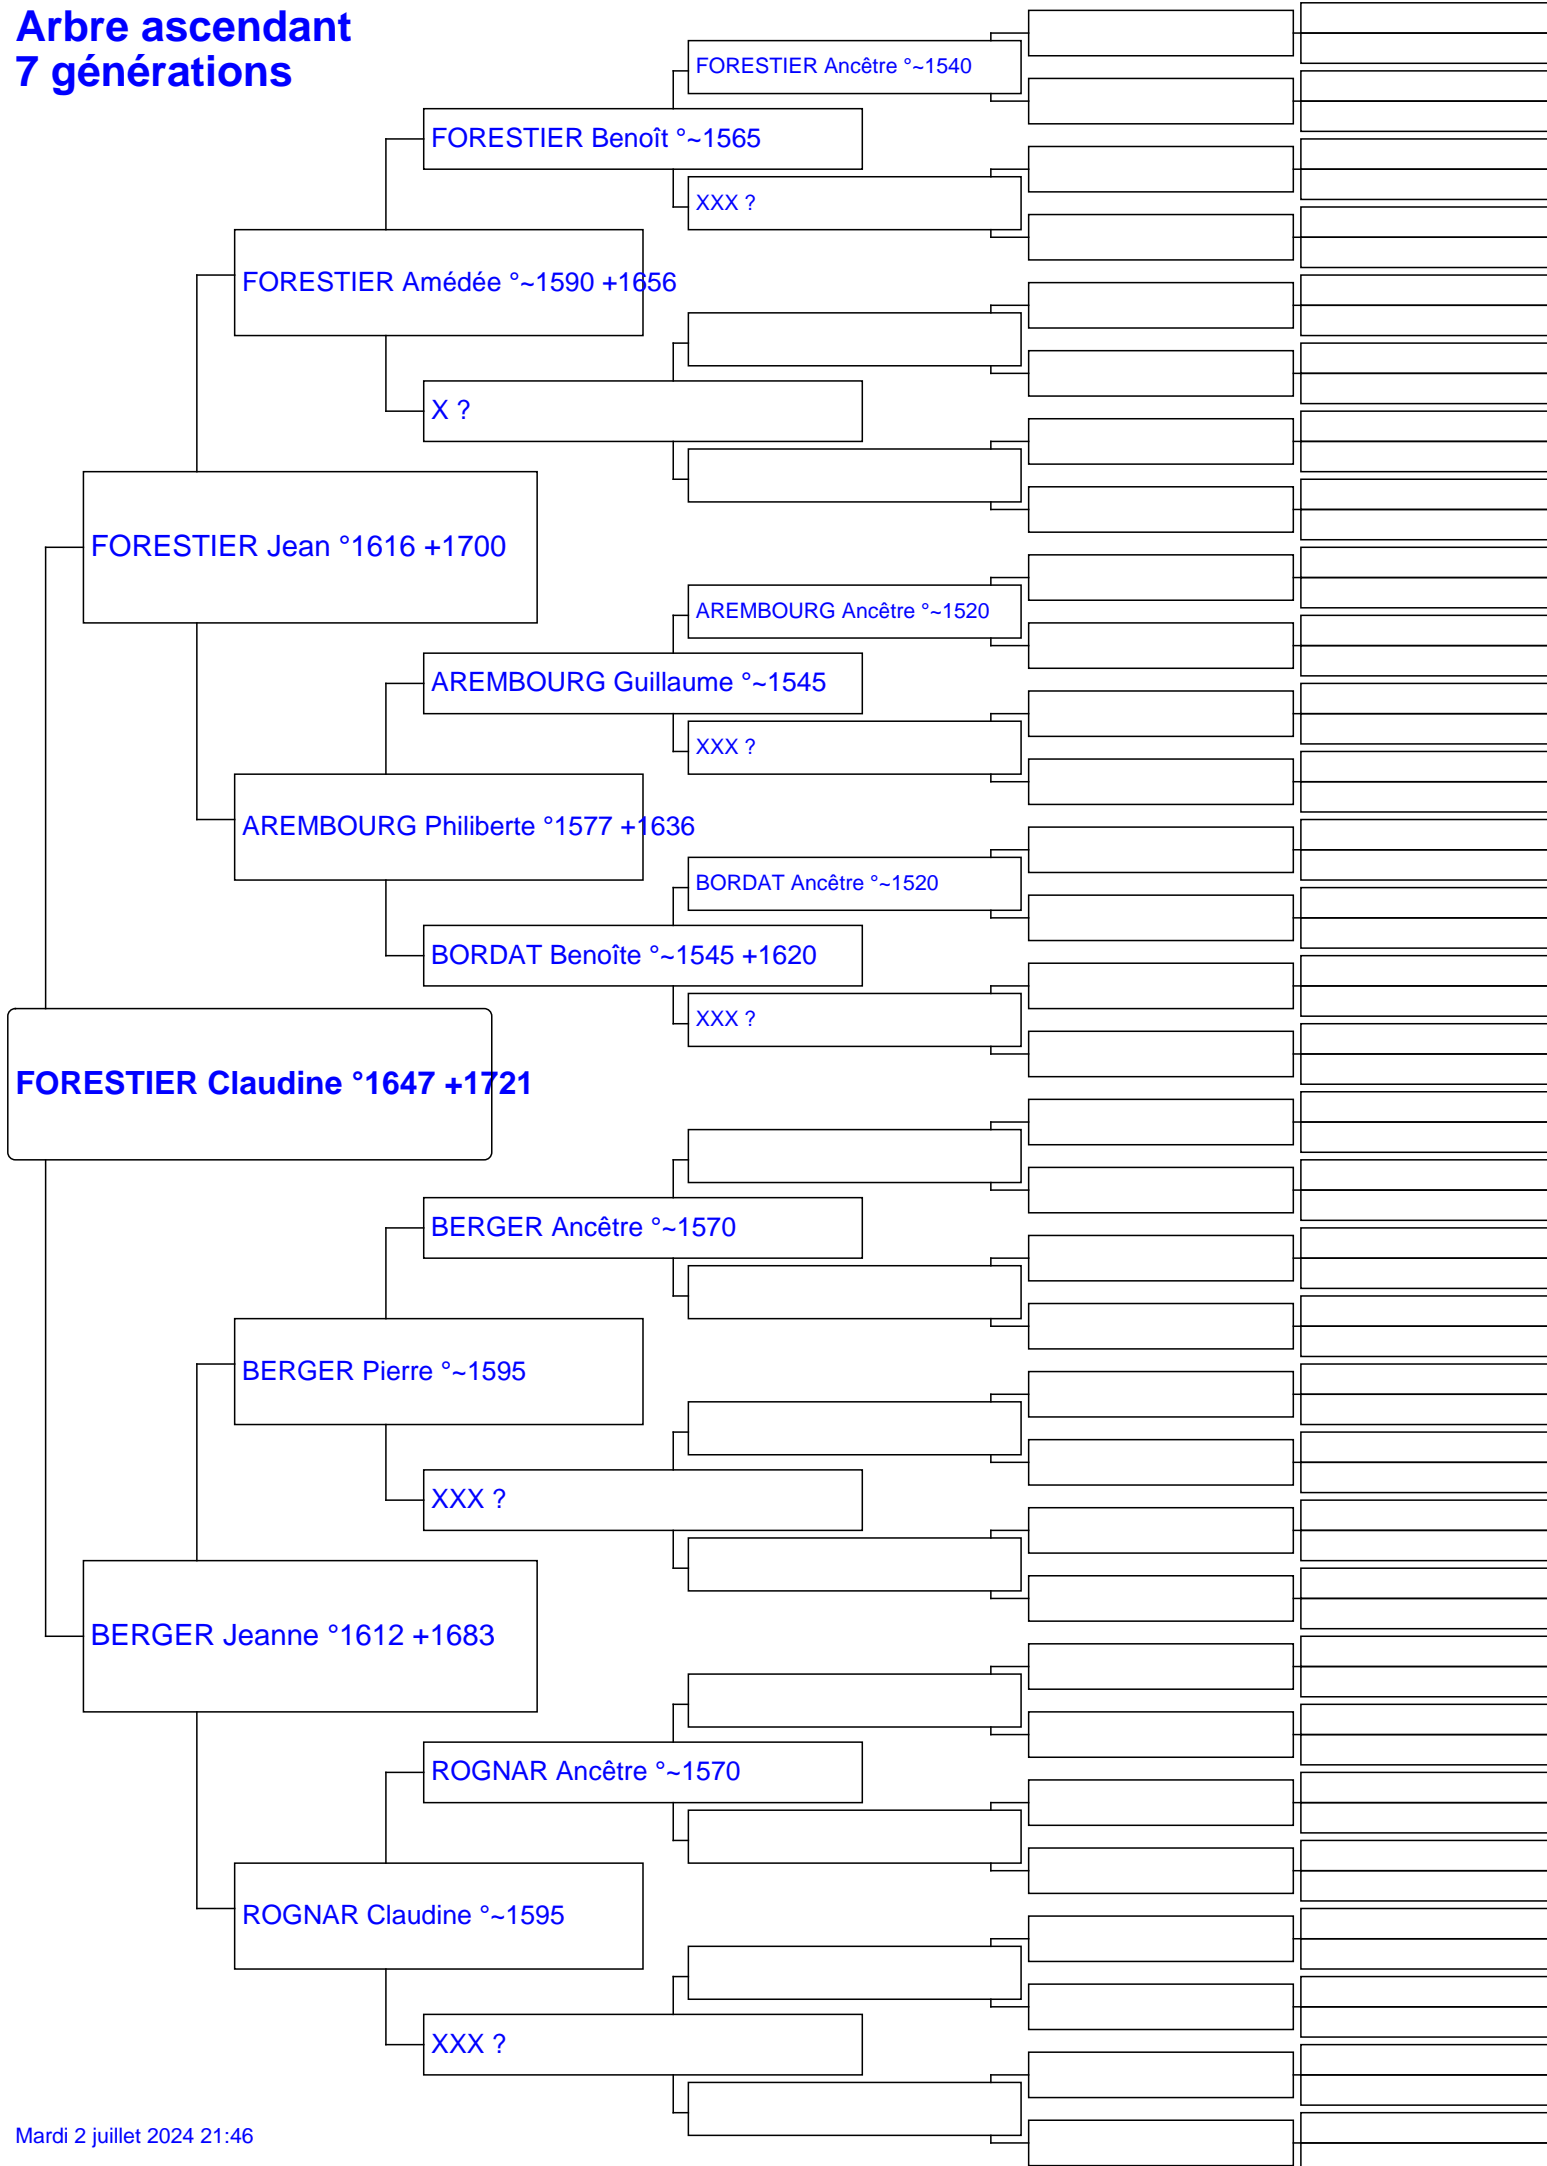 Arbre ascendant
7 générations
FORESTIER Ancêtre °~1540
FORESTIER Benoît °~1565
XXX ?
FORESTIER Amédée °~1590 +1656
X ?
FORESTIER Jean °1616 +1700
AREMBOURG Ancêtre °~1520
AREMBOURG Guillaume °~1545
XXX ?
AREMBOURG Philiberte °1577 +1636
BORDAT Ancêtre °~1520
BORDAT Benoîte °~1545 +1620
XXX ?
FORESTIER Claudine °1647 +1721
BERGER Ancêtre °~1570
BERGER Pierre °~1595
XXX ?
BERGER Jeanne °1612 +1683
ROGNAR Ancêtre °~1570
ROGNAR Claudine °~1595
XXX ?
Mardi 2 juillet 2024 21:46